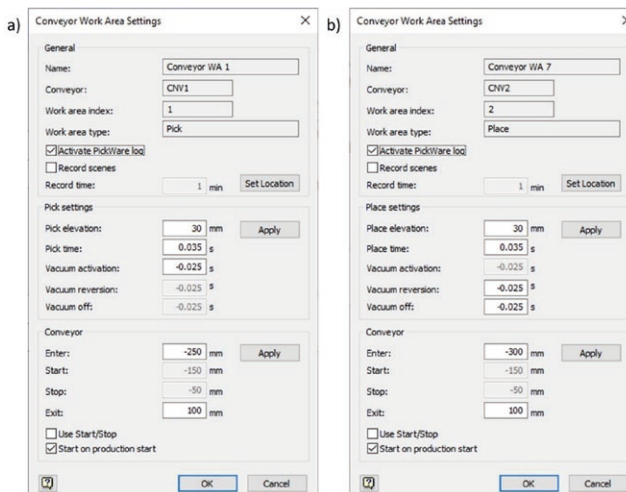 a)
Conveyor Work Area Settings
General
Name: Conveyor WA 1
Conveyor: CNV1
Work area index: 1
Work area type: Pick
Activate PickWare log
Record scenes
Record time: 1 min Set Location
Pick settings
Pick elevation: 30 mm Apply
Pick time: 0.035 s
Vacuum activation: -0.025 s
Vacuum reversion: -0.025 s
Vacuum off: -0.025 s
Conveyor
Enter: -250 mm Apply
Start: -150 mm
Stop: -50 mm
Exit: 100 mm
Use Start/Stop
Start on production start
OK Cancel
b)
Conveyor Work Area Settings
General
Name: Conveyor WA 7
Conveyor: CNV2
Work area index: 2
Work area type: Place
Activate PickWare log
Record scenes
Record time: 1 min Set Location
Place settings
Place elevation: 30 mm Apply
Place time: 0.035 s
Vacuum activation: -0.025 s
Vacuum reversion: -0.025 s
Vacuum off: -0.025 s
Conveyor
Enter: -300 mm Apply
Start: -150 mm
Stop: -50 mm
Exit: 100 mm
Use Start/Stop
Start on production start
OK Cancel